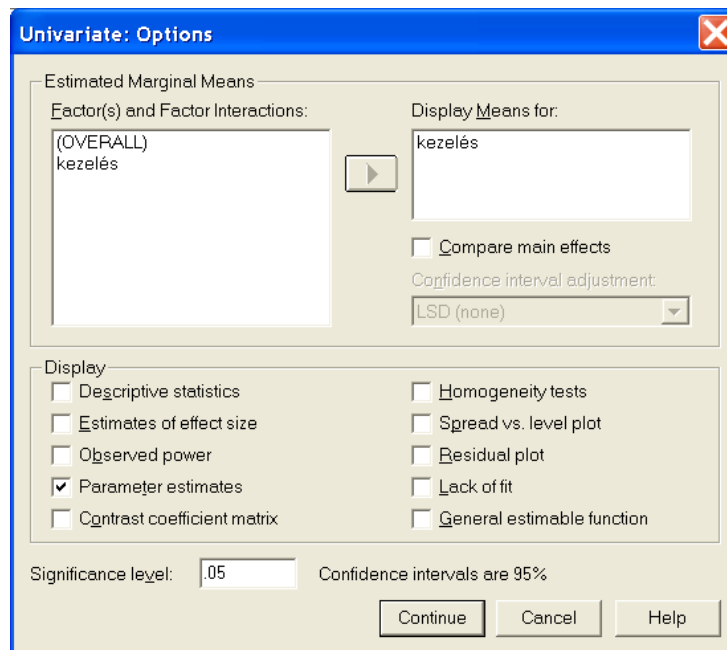 Univariate: Options
Estimated Marginal Means
Factor(s) and Factor Interactions:
(OVERALL)
kezelés
Display Means for:
kezelés
Compare main effects
Confidence interval adjustment:
LSD (none)
Display
Descriptive statistics
Estimates of effect size
Observed power
Parameter estimates
Contrast coefficient matrix
Homogeneity tests
Spread vs. level plot
Residual plot
Lack of fit
General estimable function
Significance level: .05 Confidence intervals are 95%
Continue Cancel Help